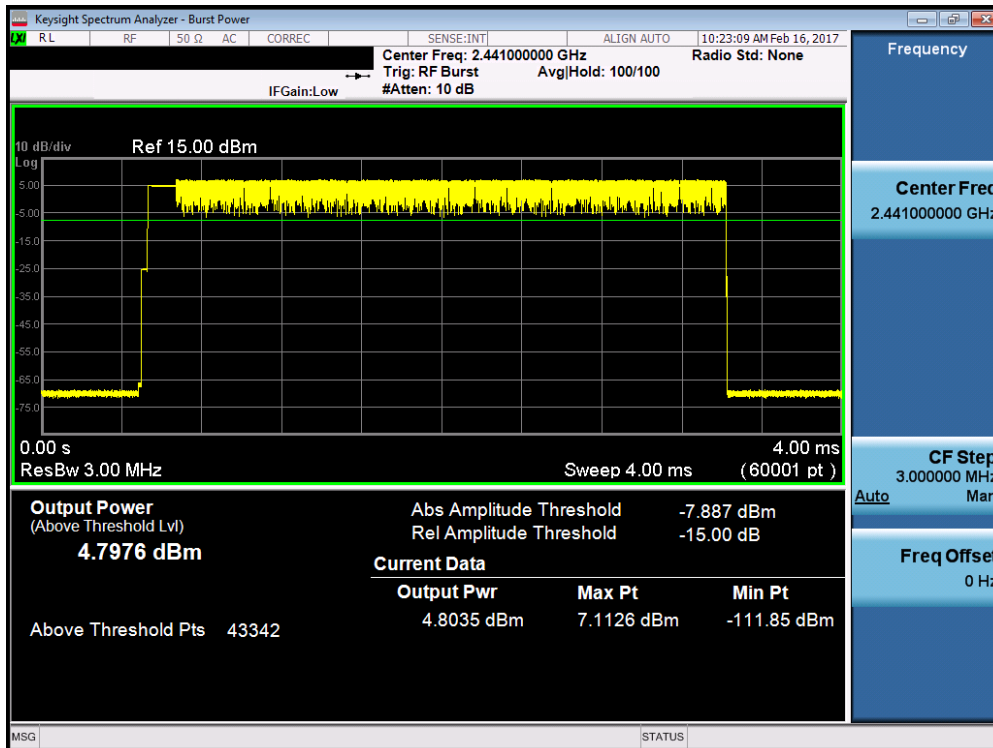 Keysight Spectrum Analyzer - Burst Power
LXI RL RF 50 Ω AC CORREC SENSE:INT ALIGN AUTO 10:23:09 AM Feb 16, 2017
Center Freq: 2.441000000 GHz Radio Std: None
Trig: RF Burst Avg|Hold: 100/100
IFGain:Low #Atten: 10 dB
10 dB/div Ref 15.00 dBm
Log
5.00
-5.00
-15.0
-25.0
-35.0
-45.0
-55.0
-65.0
-75.0
0.00 s 4.00 ms
ResBw 3.00 MHz Sweep 4.00 ms (60001 pt)
Output Power
(Above Threshold Lvl)
4.7976 dBm
Above Threshold Pts 43342
Abs Amplitude Threshold -7.887 dBm
Rel Amplitude Threshold -15.00 dB
Current Data
Output Pwr Max Pt Min Pt
4.8035 dBm 7.1126 dBm -111.85 dBm
Frequency
Center Freq
2.441000000 GHz
CF Step
3.000000 MHz
Auto Man
Freq Offset
0 Hz
MSG STATUS